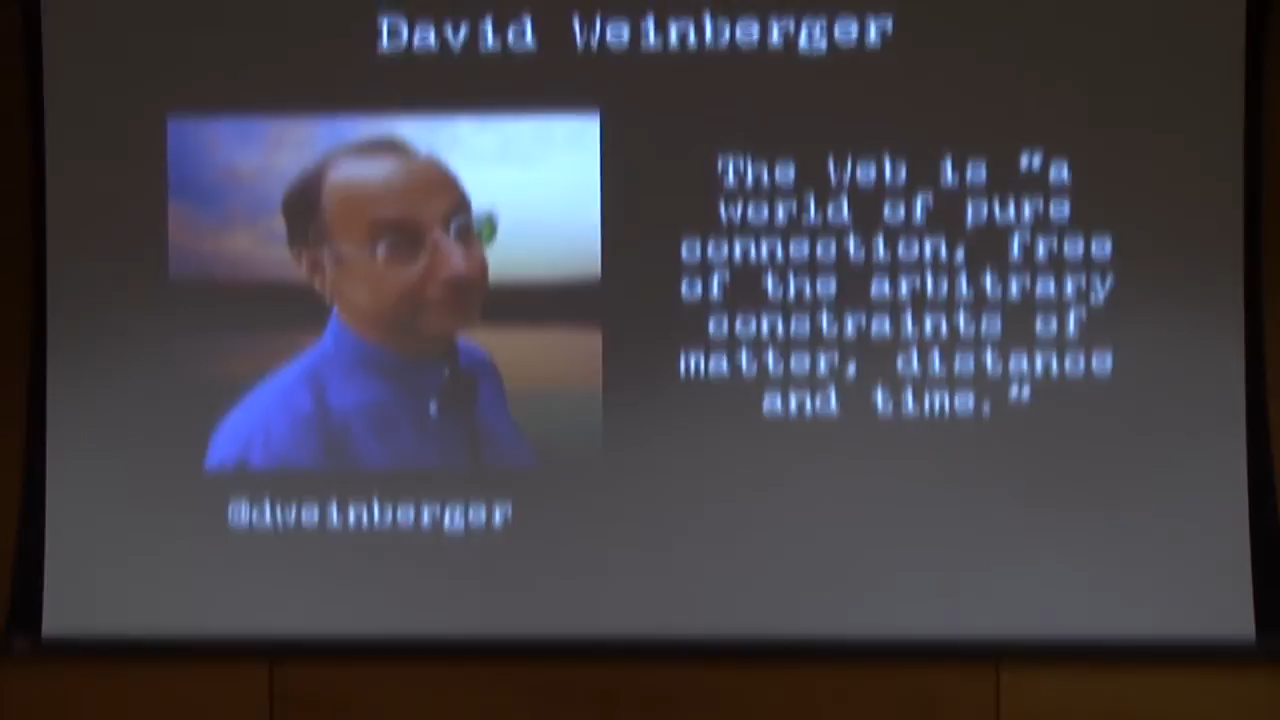 David Weinberger
The Web is "a
world of pure
connection, free
of the arbitrary
constraints of
matter, distance
and time."
@dweinberger